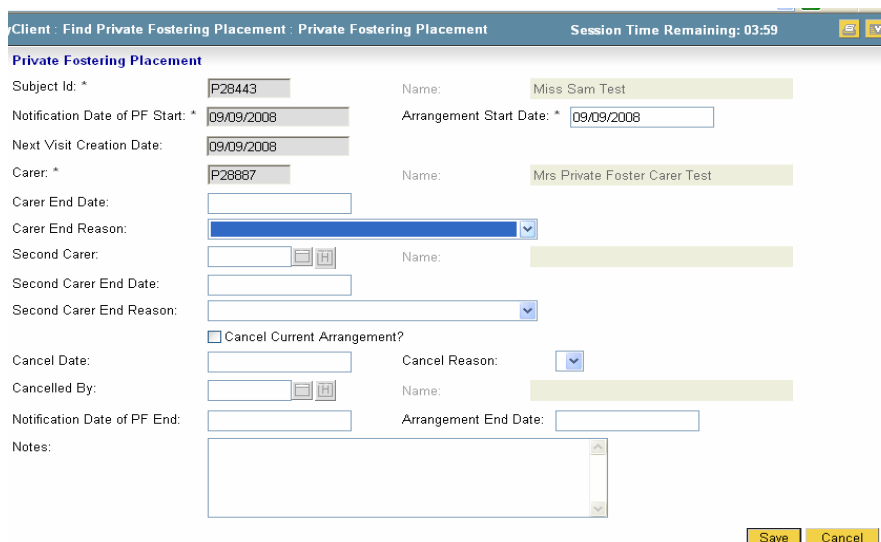 yClient : Find Private Fostering Placement : Private Fostering Placement Session Time Remaining: 03:59
Private Fostering Placement
Subject Id: * P28443 Name: Miss Sam Test
Notification Date of PF Start: * 09/09/2008 Arrangement Start Date: * 09/09/2008
Next Visit Creation Date: 09/09/2008
Carer: * P28887 Name: Mrs Private Foster Carer Test
Carer End Date:
Carer End Reason:
Second Carer: H Name:
Second Carer End Date:
Second Carer End Reason:
Cancel Current Arrangement?
Cancel Date: Cancel Reason:
Cancelled By: H Name:
Notification Date of PF End: Arrangement End Date:
Notes:
Save Cancel